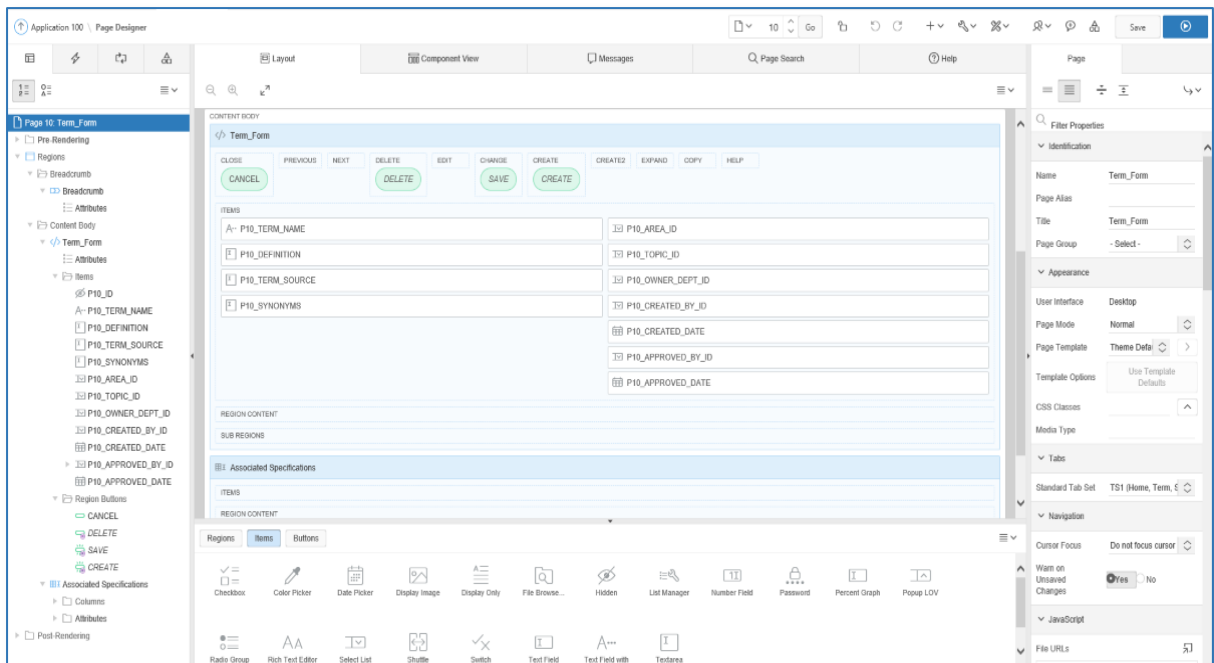 Application 100 \ Page Designer
10 Go Save
Layout Component View Messages Page Search Help Page
Page 10: Term_Form
Pre-Rendering
Regions
Breadcrumb
Breadcrumb
Attributes
Content Body
Term_Form
Attributes
Items
P10_ID
P10_TERM_NAME
P10_DEFINITION
P10_TERM_SOURCE
P10_SYNONYMS
P10_AREA_ID
P10_TOPIC_ID
P10_OWNER_DEPT_ID
P10_CREATED_BY_ID
P10_CREATED_DATE
P10_APPROVED_BY_ID
P10_APPROVED_DATE
Region Buttons
CANCEL
DELETE
SAVE
CREATE
Associated Specifications
Columns
Attributes
Post-Rendering
CONTENT BODY
Term_Form
CLOSE PREVIOUS NEXT DELETE EDIT CHANGE CREATE CREATE2 EXPAND COPY HELP
CANCEL DELETE SAVE CREATE
ITEMS
P10_TERM_NAME P10_AREA_ID
P10_DEFINITION P10_TOPIC_ID
P10_TERM_SOURCE P10_OWNER_DEPT_ID
P10_SYNONYMS P10_CREATED_BY_ID
P10_CREATED_DATE
P10_APPROVED_BY_ID
P10_APPROVED_DATE
REGION CONTENT
SUB REGIONS
Associated Specifications
ITEMS
REGION CONTENT
Regions Items Buttons
Checkbox Color Picker Date Picker Display Image Display Only File Browse... Hidden List Manager Number Field Password Percent Graph Popup LOV
Radio Group Rich Text Editor Select List Shuttle Switch Text Field Text Field with Textarea
Filter Properties
Identification
Name Term_Form
Page Alias
Title Term_Form
Page Group - Select -
Appearance
User Interface Desktop
Page Mode Normal
Page Template Theme Defa
Template Options Use Template
Defaults
CSS Classes
Media Type
Tabs
Standard Tab Set TS1 (Home, Term, S
Navigation
Cursor Focus Do not focus cursor
Warn on
Unsaved Yes No
Changes
JavaScript
File URLs